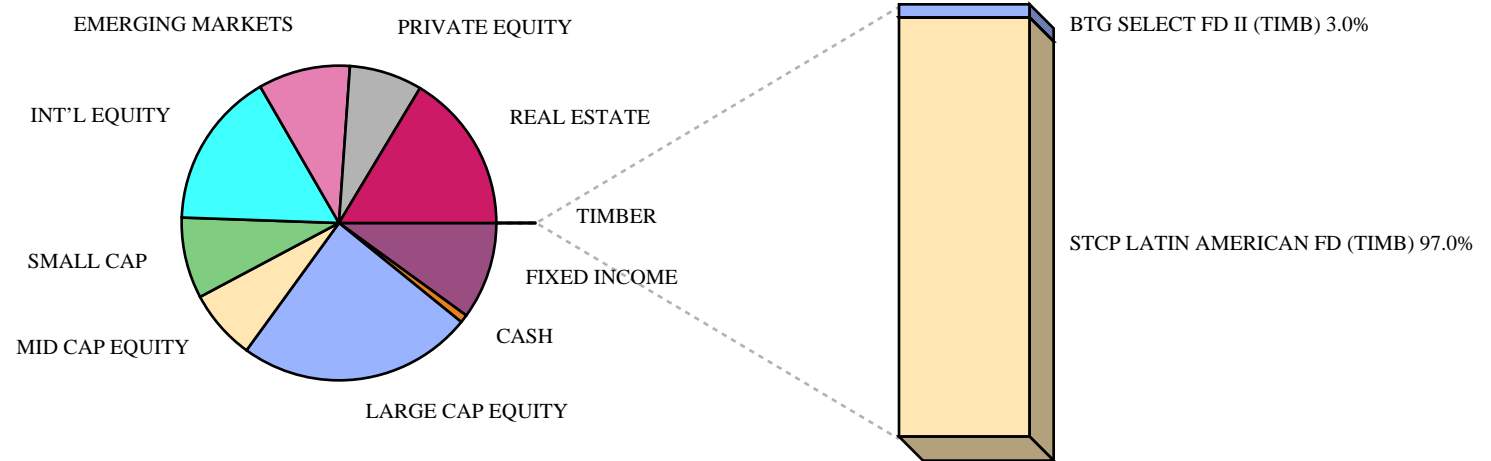 EMERGING MARKETS
PRIVATE EQUITY
INT'L EQUITY
REAL ESTATE
TIMBER
SMALL CAP
FIXED INCOME
CASH
MID CAP EQUITY
LARGE CAP EQUITY
BTG SELECT FD II (TIMB) 3.0%
STCP LATIN AMERICAN FD (TIMB) 97.0%